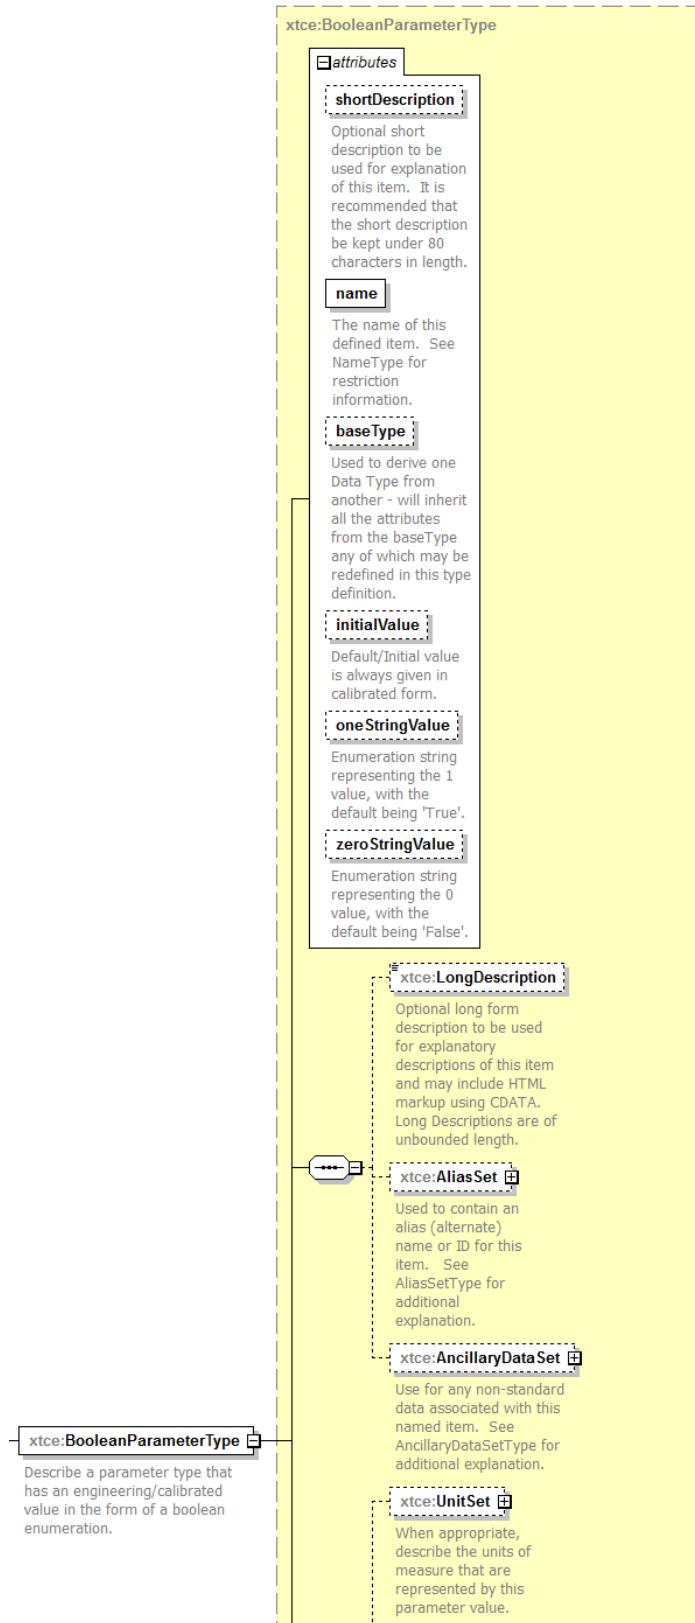 xtce:BooleanParameterType
attributes
shortDescription
Optional short
description to be
used for explanation
of this item.  It is
recommended that
the short description
be kept under 80
characters in length.
name
The name of this
defined item.  See
NameType for
restriction
information.
baseType
Used to derive one
Data Type from
another - will inherit
all the attributes
from the baseType
any of which may be
redefined in this type
definition.
initialValue
Default/Initial value
is always given in
calibrated form.
oneStringValue
Enumeration string
representing the 1
value, with the
default being 'True'.
zeroStringValue
Enumeration string
representing the 0
value, with the
default being 'False'.
xtce:LongDescription
Optional long form
description to be used
for explanatory
descriptions of this item
and may include HTML
markup using CDATA.
Long Descriptions are of
unbounded length.
xtce:AliasSet
Used to contain an
alias (alternate)
name or ID for this
item.   See
AliasSetType for
additional
explanation.
xtce:AncillaryDataSet
Use for any non-standard
data associated with this
named item.  See
AncillaryDataSetType for
additional explanation.
xtce:BooleanParameterType
Describe a parameter type that
has an engineering/calibrated
value in the form of a boolean
enumeration.
xtce:UnitSet
When appropriate,
describe the units of
measure that are
represented by this
parameter value.